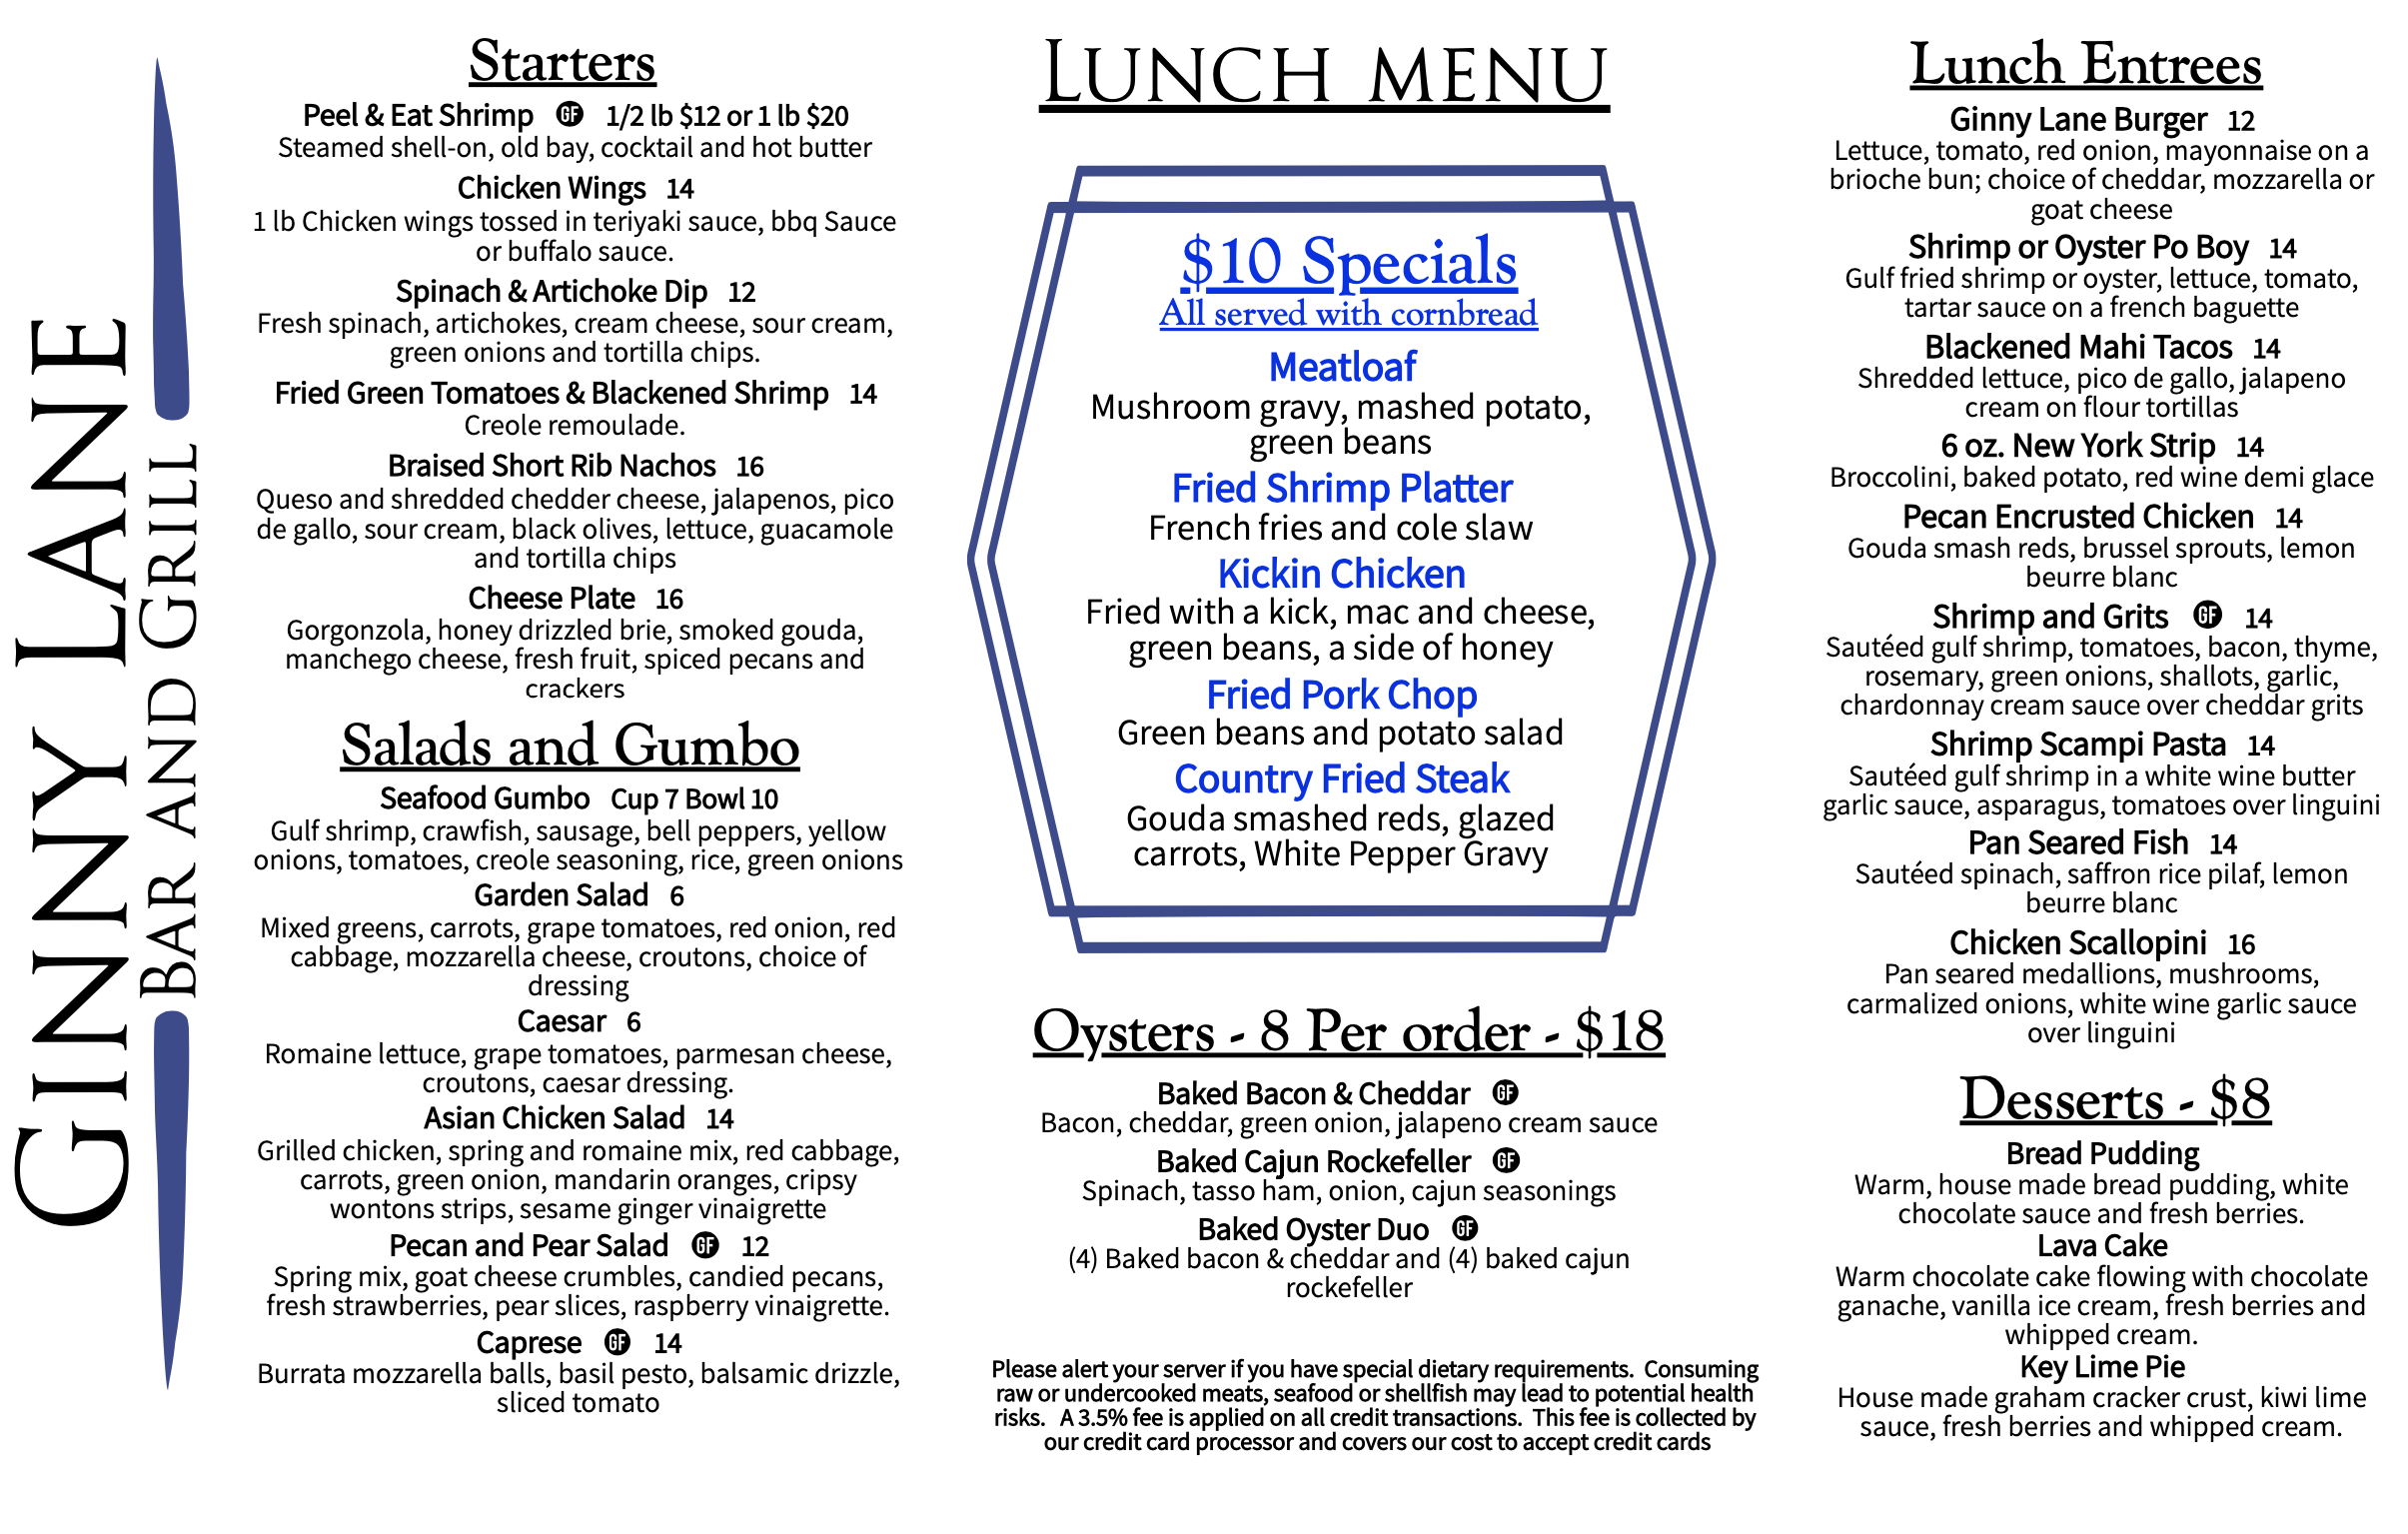 GINNY LANE
BAR AND GRILL
Starters
Peel & Eat Shrimp GF 1/2 lb $12 or 1 lb $20
Steamed shell-on, old bay, cocktail and hot butter
Chicken Wings 14
1 lb Chicken wings tossed in teriyaki sauce, bbq Sauce
or buffalo sauce.
Spinach & Artichoke Dip 12
Fresh spinach, artichokes, cream cheese, sour cream,
green onions and tortilla chips.
Fried Green Tomatoes & Blackened Shrimp 14
Creole remoulade.
Braised Short Rib Nachos 16
Queso and shredded chedder cheese, jalapenos, pico
de gallo, sour cream, black olives, lettuce, guacamole
and tortilla chips
Cheese Plate 16
Gorgonzola, honey drizzled brie, smoked gouda,
manchego cheese, fresh fruit, spiced pecans and
crackers
Salads and Gumbo
Seafood Gumbo Cup 7 Bowl 10
Gulf shrimp, crawfish, sausage, bell peppers, yellow
onions, tomatoes, creole seasoning, rice, green onions
Garden Salad 6
Mixed greens, carrots, grape tomatoes, red onion, red
cabbage, mozzarella cheese, croutons, choice of
dressing
Caesar 6
Romaine lettuce, grape tomatoes, parmesan cheese,
croutons, caesar dressing.
Asian Chicken Salad 14
Grilled chicken, spring and romaine mix, red cabbage,
carrots, green onion, mandarin oranges, cripsy
wontons strips, sesame ginger vinaigrette
Pecan and Pear Salad GF 12
Spring mix, goat cheese crumbles, candied pecans,
fresh strawberries, pear slices, raspberry vinaigrette.
Caprese GF 14
Burrata mozzarella balls, basil pesto, balsamic drizzle,
sliced tomato
LUNCH MENU
$10 Specials
All served with cornbread
Meatloaf
Mushroom gravy, mashed potato,
green beans
Fried Shrimp Platter
French fries and cole slaw
Kickin Chicken
Fried with a kick, mac and cheese,
green beans, a side of honey
Fried Pork Chop
Green beans and potato salad
Country Fried Steak
Gouda smashed reds, glazed
carrots, White Pepper Gravy
Oysters - 8 Per order - $18
Baked Bacon & Cheddar GF
Bacon, cheddar, green onion, jalapeno cream sauce
Baked Cajun Rockefeller GF
Spinach, tasso ham, onion, cajun seasonings
Baked Oyster Duo GF
(4) Baked bacon & cheddar and (4) baked cajun
rockefeller
Please alert your server if you have special dietary requirements. Consuming
raw or undercooked meats, seafood or shellfish may lead to potential health
risks. A 3.5% fee is applied on all credit transactions. This fee is collected by
our credit card processor and covers our cost to accept credit cards
Lunch Entrees
Ginny Lane Burger 12
Lettuce, tomato, red onion, mayonnaise on a
brioche bun; choice of cheddar, mozzarella or
goat cheese
Shrimp or Oyster Po Boy 14
Gulf fried shrimp or oyster, lettuce, tomato,
tartar sauce on a french baguette
Blackened Mahi Tacos 14
Shredded lettuce, pico de gallo, jalapeno
cream on flour tortillas
6 oz. New York Strip 14
Broccolini, baked potato, red wine demi glace
Pecan Encrusted Chicken 14
Gouda smash reds, brussel sprouts, lemon
beurre blanc
Shrimp and Grits GF 14
Sautéed gulf shrimp, tomatoes, bacon, thyme,
rosemary, green onions, shallots, garlic,
chardonnay cream sauce over cheddar grits
Shrimp Scampi Pasta 14
Sautéed gulf shrimp in a white wine butter
garlic sauce, asparagus, tomatoes over linguini
Pan Seared Fish 14
Sautéed spinach, saffron rice pilaf, lemon
beurre blanc
Chicken Scallopini 16
Pan seared medallions, mushrooms,
carmalized onions, white wine garlic sauce
over linguini
Desserts - $8
Bread Pudding
Warm, house made bread pudding, white
chocolate sauce and fresh berries.
Lava Cake
Warm chocolate cake flowing with chocolate
ganache, vanilla ice cream, fresh berries and
whipped cream.
Key Lime Pie
House made graham cracker crust, kiwi lime
sauce, fresh berries and whipped cream.